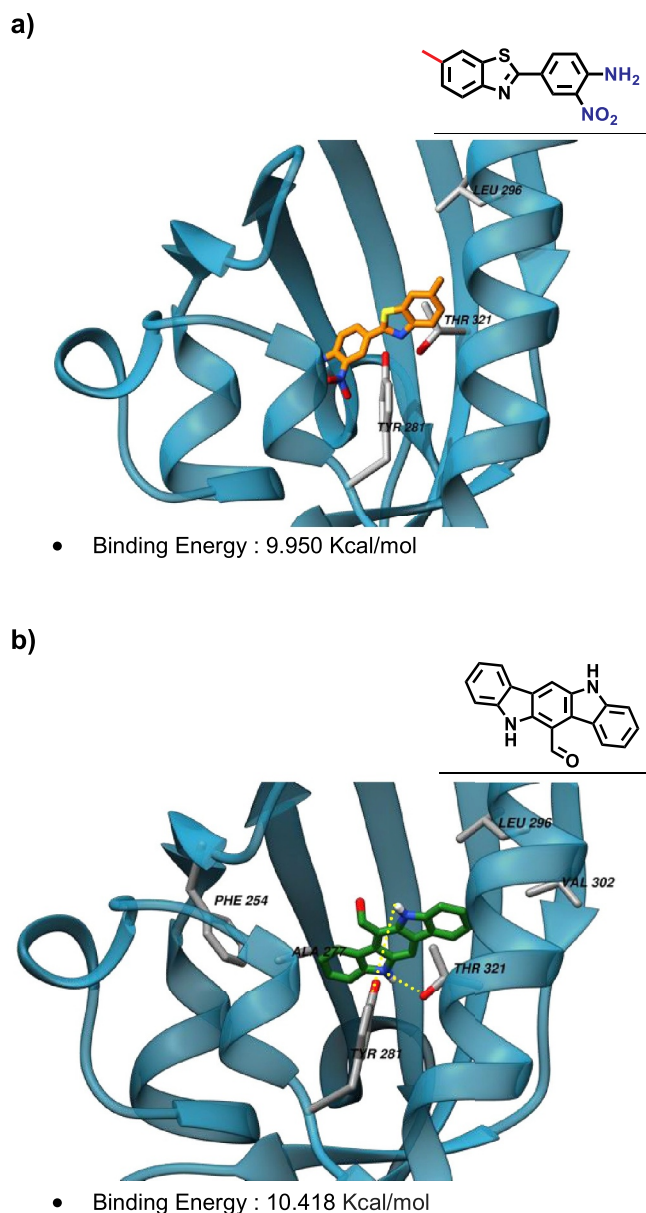 a)
S
N
NH2
NO2
LEU 296
THR 321
TYR 281
• Binding Energy : 9.950 Kcal/mol
b)
H
N
N
H
O
LEU 296
VAL 302
PHE 254
ALA 277
THR 321
TYR 281
• Binding Energy : 10.418 Kcal/mol